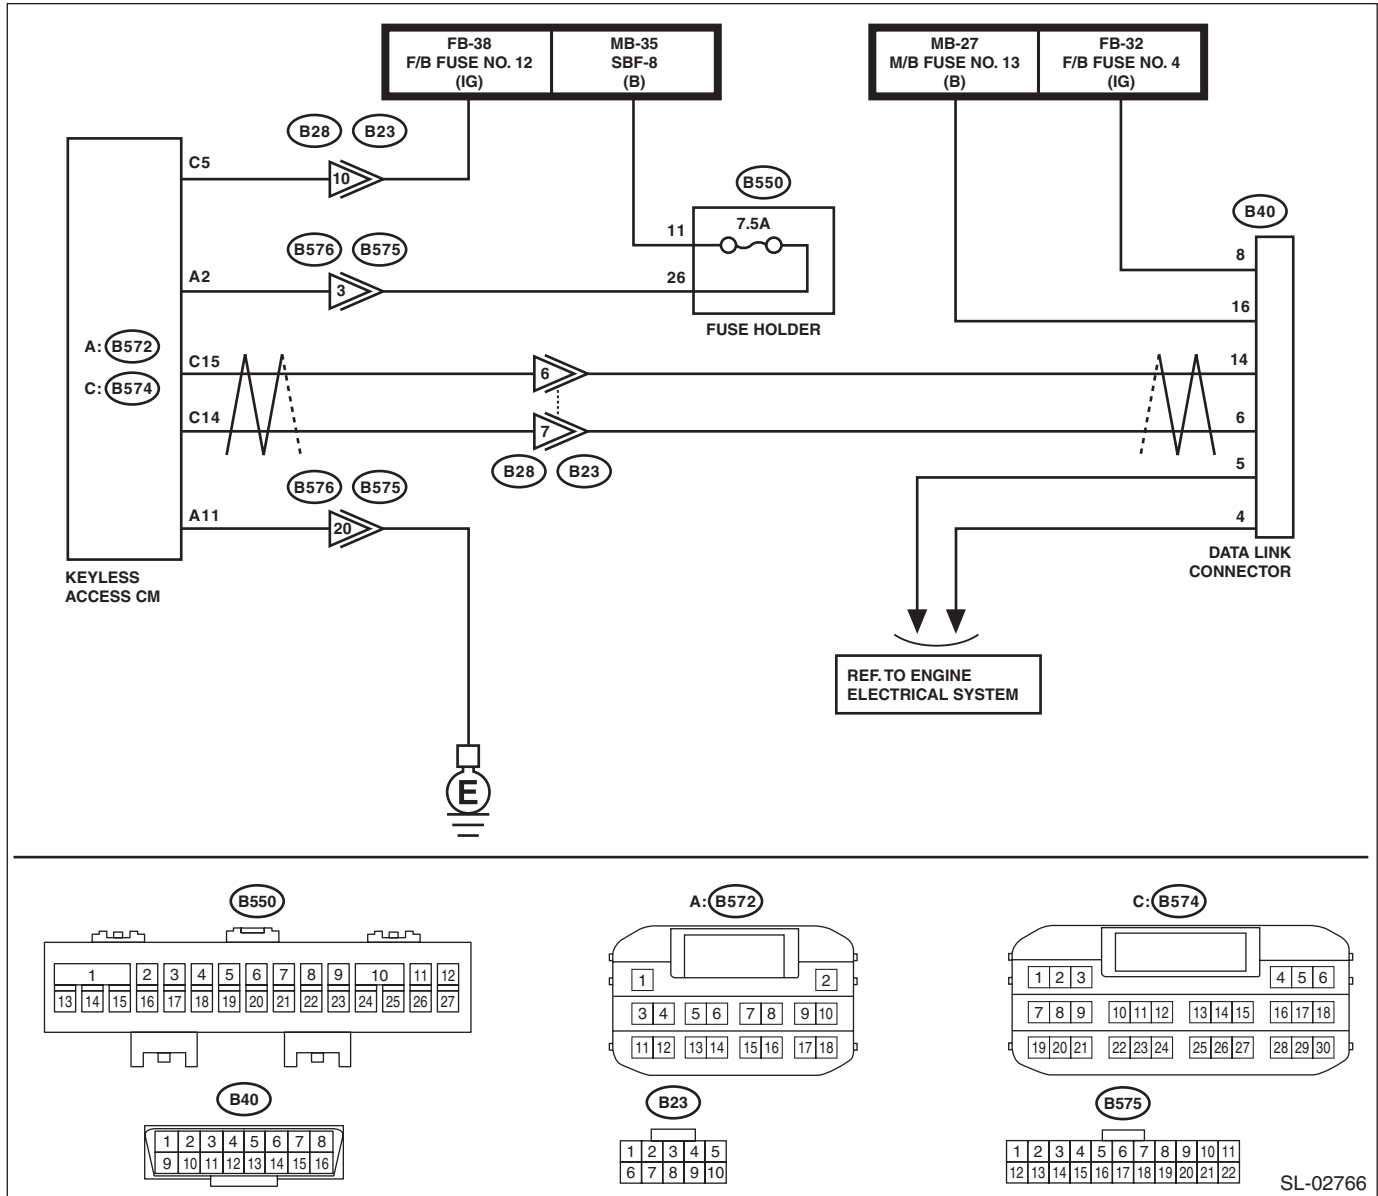 FB-38
F/B FUSE NO. 12
(IG)
MB-35
SBF-8
(B)
MB-27
M/B FUSE NO. 13
(B)
FB-32
F/B FUSE NO. 4
(IG)
B28 B23
C5
10
B550
7.5A
11
26
FUSE HOLDER
B40
8
16
14
6
5
4
DATA LINK
CONNECTOR
B576 B575
A2
3
A: B572
C: B574
C15
6
C14
7
B28 B23
B576 B575
A11
20
KEYLESS
ACCESS CM
REF. TO ENGINE
ELECTRICAL SYSTEM
E
B550
1 2 3 4 5 6 7 8 9 10 11 12
13 14 15 16 17 18 19 20 21 22 23 24 25 26 27
A: B572
1 2
3 4 5 6 7 8 9 10
11 12 13 14 15 16 17 18
C: B574
1 2 3 4 5 6
7 8 9 10 11 12 13 14 15 16 17 18
19 20 21 22 23 24 25 26 27 28 29 30
B40
1 2 3 4 5 6 7 8
9 10 11 12 13 14 15 16
B23
1 2 3 4 5
6 7 8 9 10
B575
1 2 3 4 5 6 7 8 9 10 11
12 13 14 15 16 17 18 19 20 21 22
SL-02766